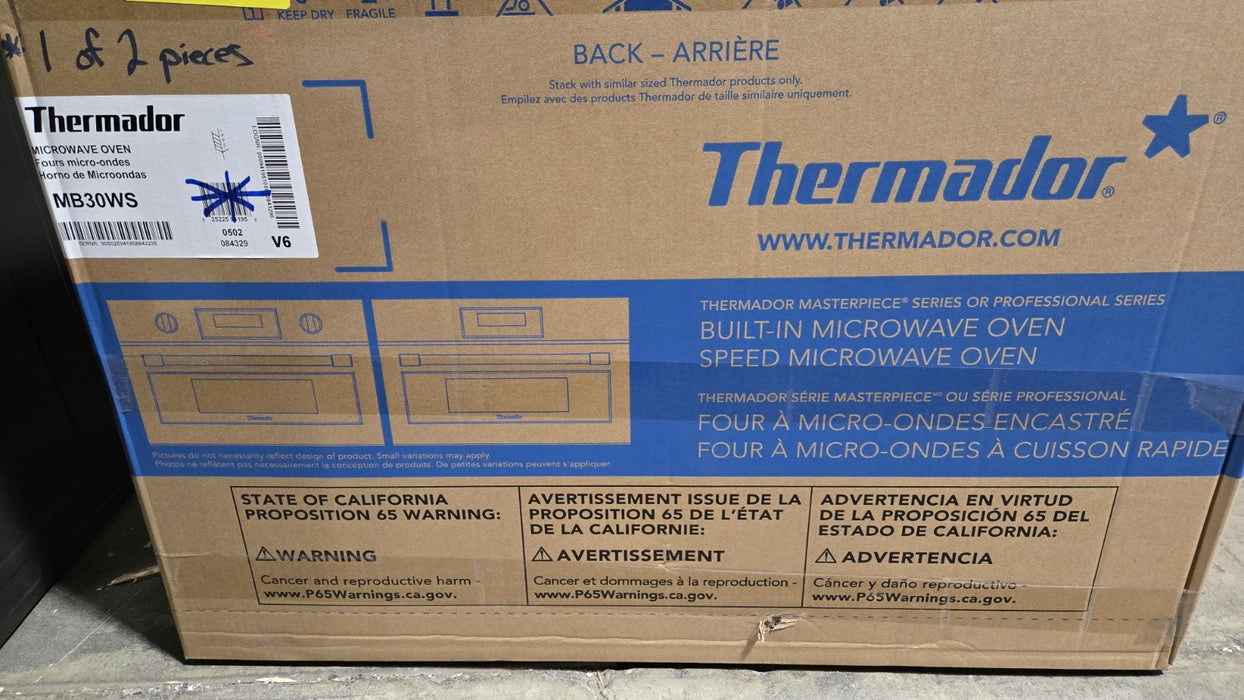 KEEP DRY FRAGILE
* 1 of 2 pieces
BACK – ARRIÈRE
Stack with similar sized Thermador products only.
Empilez avec des products Thermador de taille similaire uniquement.
Thermador
MICROWAVE OVEN
Fours micro-ondes
Horno de Microondas
MB30WS
0502
084329
V6
Thermador®
WWW.THERMADOR.COM
THERMADOR MASTERPIECE® SERIES OR PROFESSIONAL SERIES
BUILT-IN MICROWAVE OVEN
SPEED MICROWAVE OVEN
THERMADOR SÉRIE MASTERPIECE OU SÉRIE PROFESSIONAL
FOUR À MICRO-ONDES ENCASTRÉ
FOUR À MICRO-ONDES À CUISSON RAPIDE
Thermador
Thermador
Pictures do not necessarily reflect design of product. Small variations may apply.
Photos ne reflètent pas nécessairement la conception de produits. De petites variations peuvent s'appliquer.
STATE OF CALIFORNIA
PROPOSITION 65 WARNING:
⚠WARNING
Cancer and reproductive harm -
www.P65Warnings.ca.gov.
AVERTISSEMENT ISSUE DE LA
PROPOSITION 65 DE L'ÉTAT
DE LA CALIFORNIE:
⚠AVERTISSEMENT
Cancer et dommages à la reproduction -
www.P65Warnings.ca.gov.
ADVERTENCIA EN VIRTUD
DE LA PROPOSICIÓN 65 DEL
ESTADO DE CALIFORNIA:
⚠ADVERTENCIA
Cáncer y daño reproductivo -
www.P65Warnings.ca.gov.